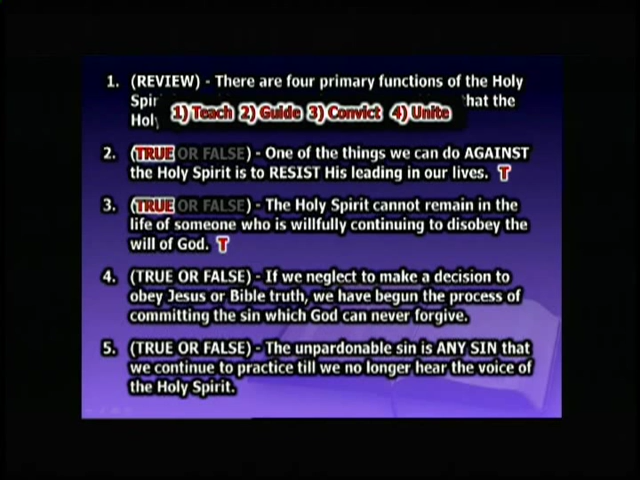 1. (REVIEW) - There are four primary functions of the Holy
Spir that the
1) Teach 2) Guide 3) Convict 4) Unite
Holy
2. (TRUE OR FALSE) - One of the things we can do AGAINST
the Holy Spirit is to RESIST His leading in our lives. T
3. (TRUE OR FALSE) - The Holy Spirit cannot remain in the
life of someone who is willfully continuing to disobey the
will of God. T
4. (TRUE OR FALSE) - If we neglect to make a decision to
obey Jesus or Bible truth, we have begun the process of
committing the sin which God can never forgive.
5. (TRUE OR FALSE) - The unpardonable sin is ANY SIN that
we continue to practice till we no longer hear the voice of
the Holy Spirit.